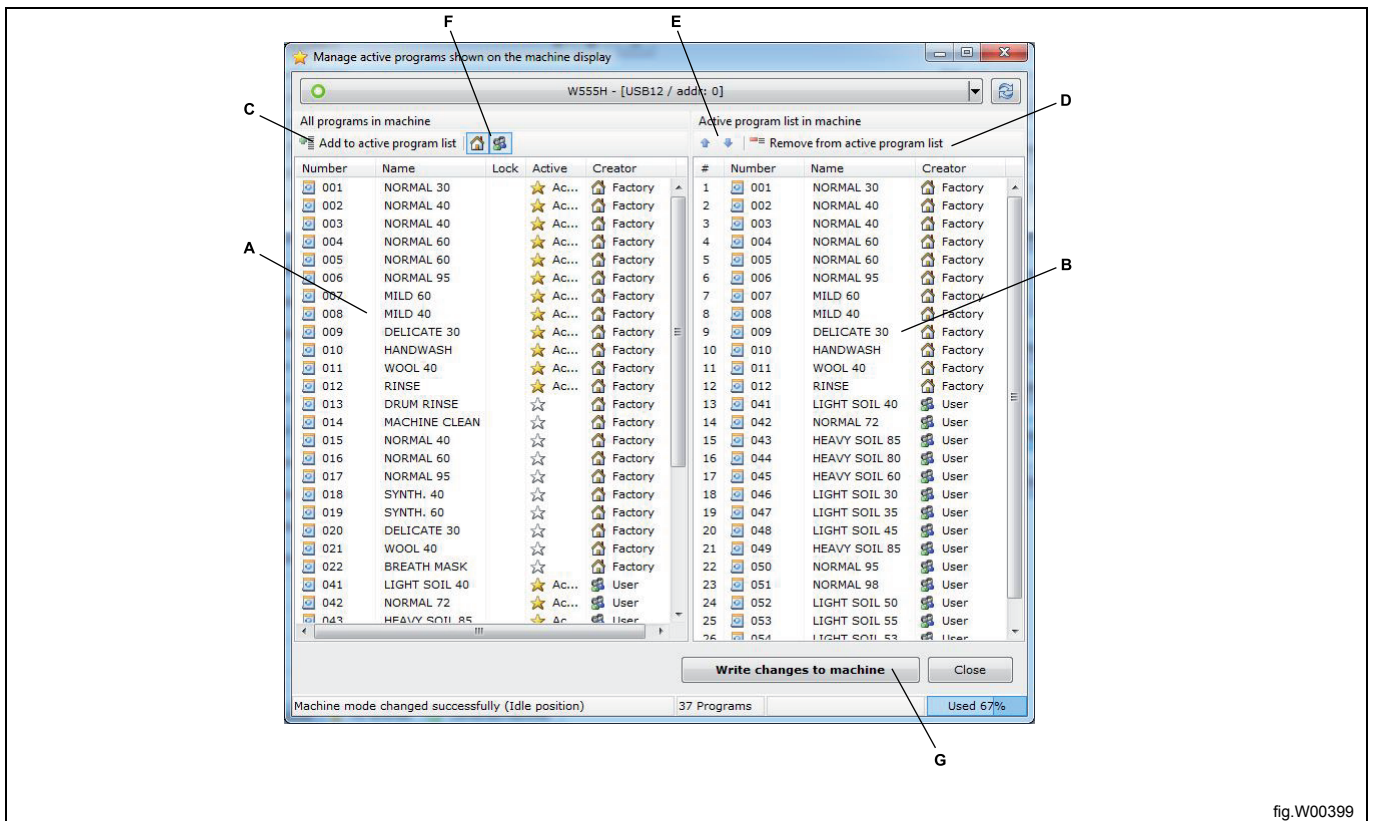 F E
Manage active programs shown on the machine display
W555H - [USB12 / addr: 0]
C D
All programs in machine Active program list in machine
Add to active program list Remove from active program list
Number Name Lock Active Creator # Number Name Creator
001 NORMAL 30 Ac... Factory 1 001 NORMAL 30 Factory
002 NORMAL 40 Ac... Factory 2 002 NORMAL 40 Factory
003 NORMAL 40 Ac... Factory 3 003 NORMAL 40 Factory
004 NORMAL 60 Ac... Factory 4 004 NORMAL 60 Factory
A
005 NORMAL 60 Ac... Factory 5 005 NORMAL 60 Factory
006 NORMAL 95 Ac... Factory 6 006 NORMAL 95 Factory
B
007 MILD 60 Ac... Factory 7 007 MILD 60 Factory
008 MILD 40 Ac... Factory 8 008 MILD 40 Factory
009 DELICATE 30 Ac... Factory 9 009 DELICATE 30 Factory
010 HANDWASH Ac... Factory 10 010 HANDWASH Factory
011 WOOL 40 Ac... Factory 11 011 WOOL 40 Factory
012 RINSE Ac... Factory 12 012 RINSE Factory
013 DRUM RINSE Factory 13 041 LIGHT SOIL 40 User
014 MACHINE CLEAN Factory 14 042 NORMAL 72 User
015 NORMAL 40 Factory 15 043 HEAVY SOIL 85 User
016 NORMAL 60 Factory 16 044 HEAVY SOIL 80 User
017 NORMAL 95 Factory 17 045 HEAVY SOIL 60 User
018 SYNTH. 40 Factory 18 046 LIGHT SOIL 30 User
019 SYNTH. 60 Factory 19 047 LIGHT SOIL 35 User
020 DELICATE 30 Factory 20 048 LIGHT SOIL 45 User
021 WOOL 40 Factory 21 049 HEAVY SOIL 85 User
022 BREATH MASK Factory 22 050 NORMAL 95 User
041 LIGHT SOIL 40 Ac... User 23 051 NORMAL 98 User
042 NORMAL 72 Ac... User 24 052 LIGHT SOIL 50 User
043 HEAVY SOIL 85 Ac User 25 053 LIGHT SOIL 55 User
26 054 LIGHT SOIL 53 User
Write changes to machine Close
Machine mode changed successfully (Idle position) 37 Programs Used 67%
G
fig.W00399